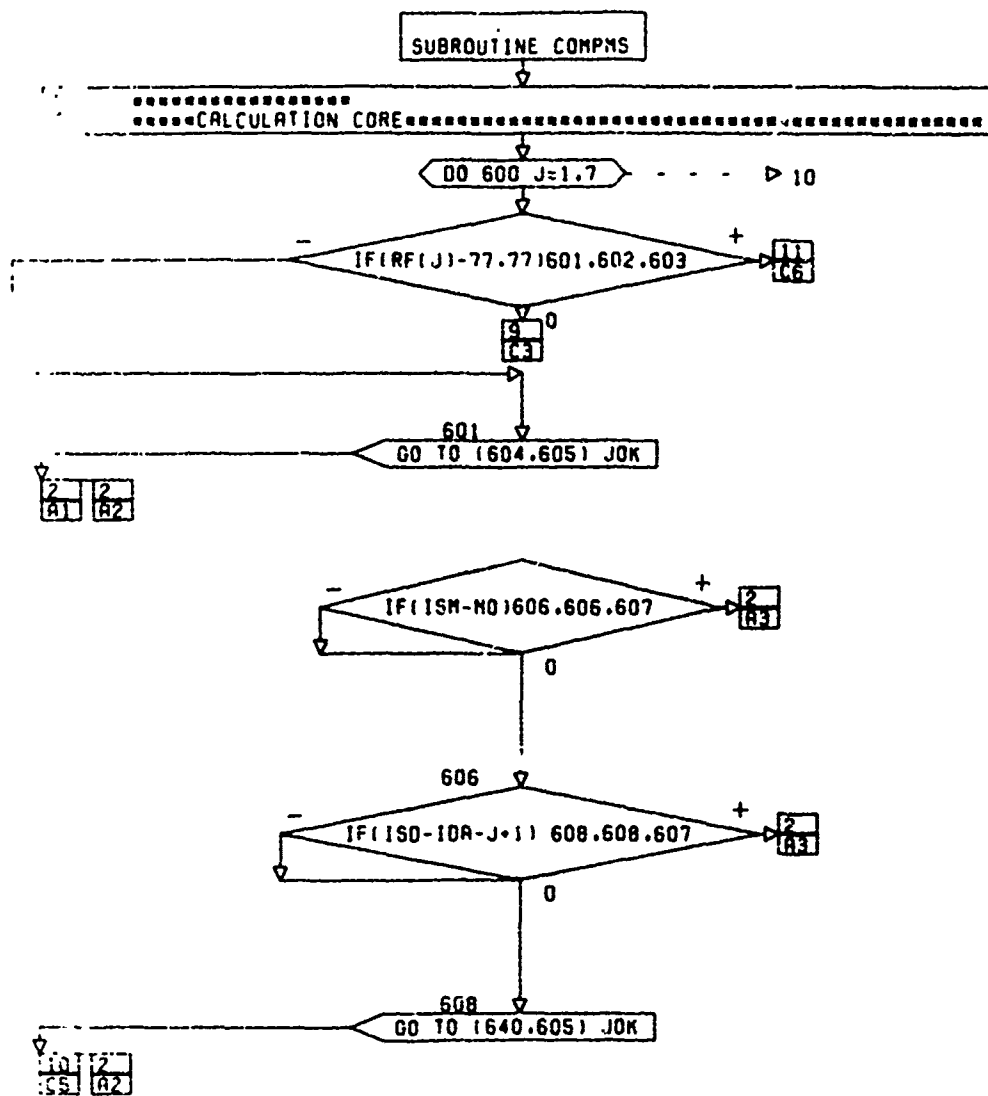 SUBROUTINE COMPMS
*****************
*****CALCULATION CORE*********************************************
DO 600 J=1.7
10
- +
IF(RF(J)-77.77)601.602.603
11
C6
0
9
C3
601
GO TO (604.605) JOK
2 2
A1 A2
- +
IF(ISM-MO)606.606.607
2
A3
0
606
- +
IF(ISO-IDA-J+1) 608.608.607
2
A3
0
608
GO TO (640.605) JOK
10 2
C5 A2